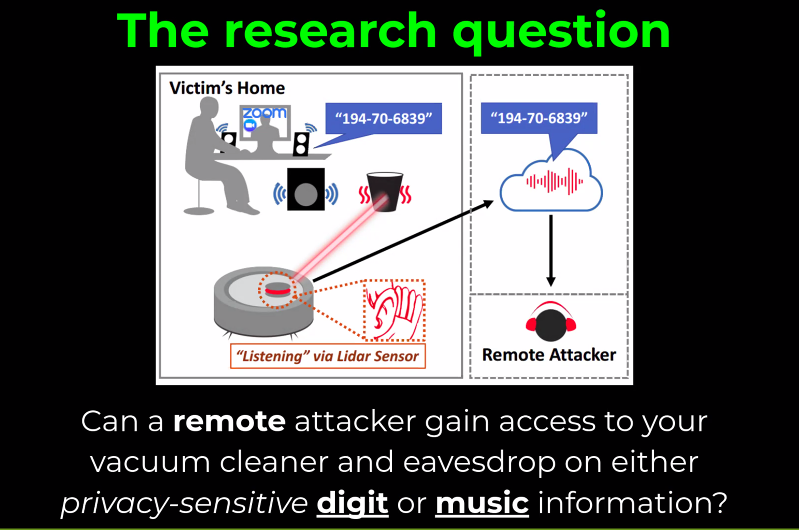 The research question
Victim's Home
zoom
"194-70-6839"
"194-70-6839"
"Listening" via Lidar Sensor
Remote Attacker
Can a remote attacker gain access to your
vacuum cleaner and eavesdrop on either
privacy-sensitive digit or music information?